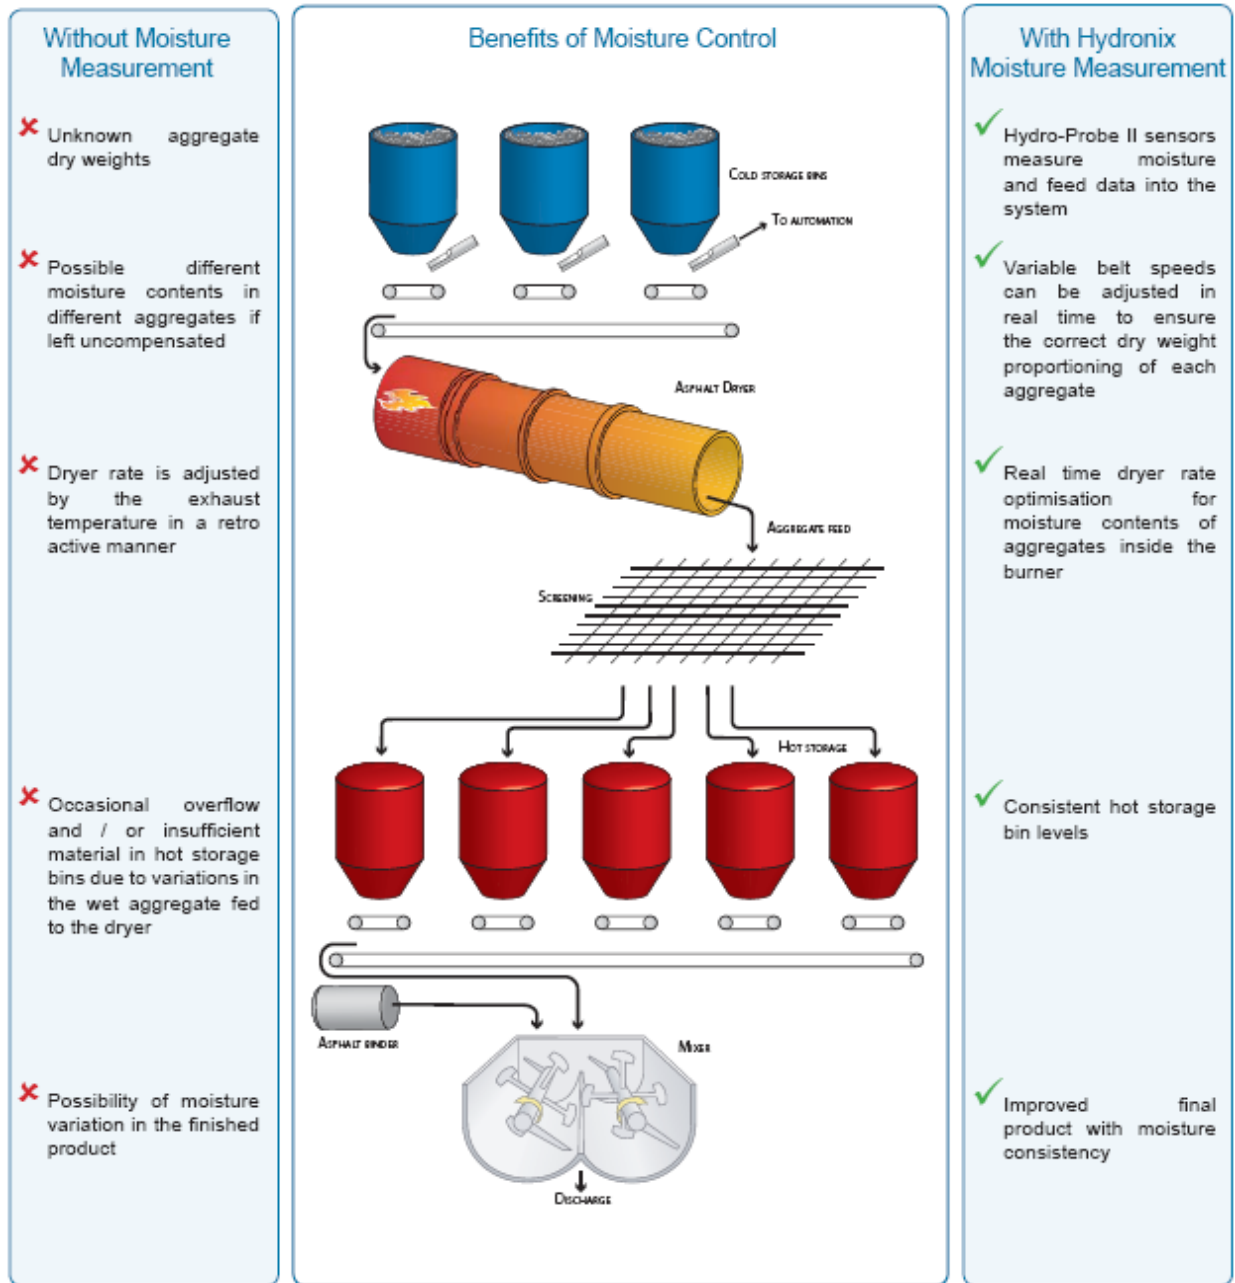 Without Moisture
Measurement
Unknown aggregate
dry weights
Possible different
moisture contents in
different aggregates if
left uncompensated
Dryer rate is adjusted
by the exhaust
temperature in a retro
active manner
Occasional overflow
and / or insufficient
material in hot storage
bins due to variations in
the wet aggregate fed
to the dryer
Possibility of moisture
variation in the finished
product
Benefits of Moisture Control
Cold storage bins
To automation
Asphalt Dryer
Aggregate feed
Screening
Hot storage
Asphalt binder
Mixer
Discharge
With Hydronix
Moisture Measurement
Hydro-Probe II sensors
measure moisture
and feed data into the
system
Variable belt speeds
can be adjusted in
real time to ensure
the correct dry weight
proportioning of each
aggregate
Real time dryer rate
optimisation for
moisture contents of
aggregates inside the
burner
Consistent hot storage
bin levels
Improved final
product with moisture
consistency